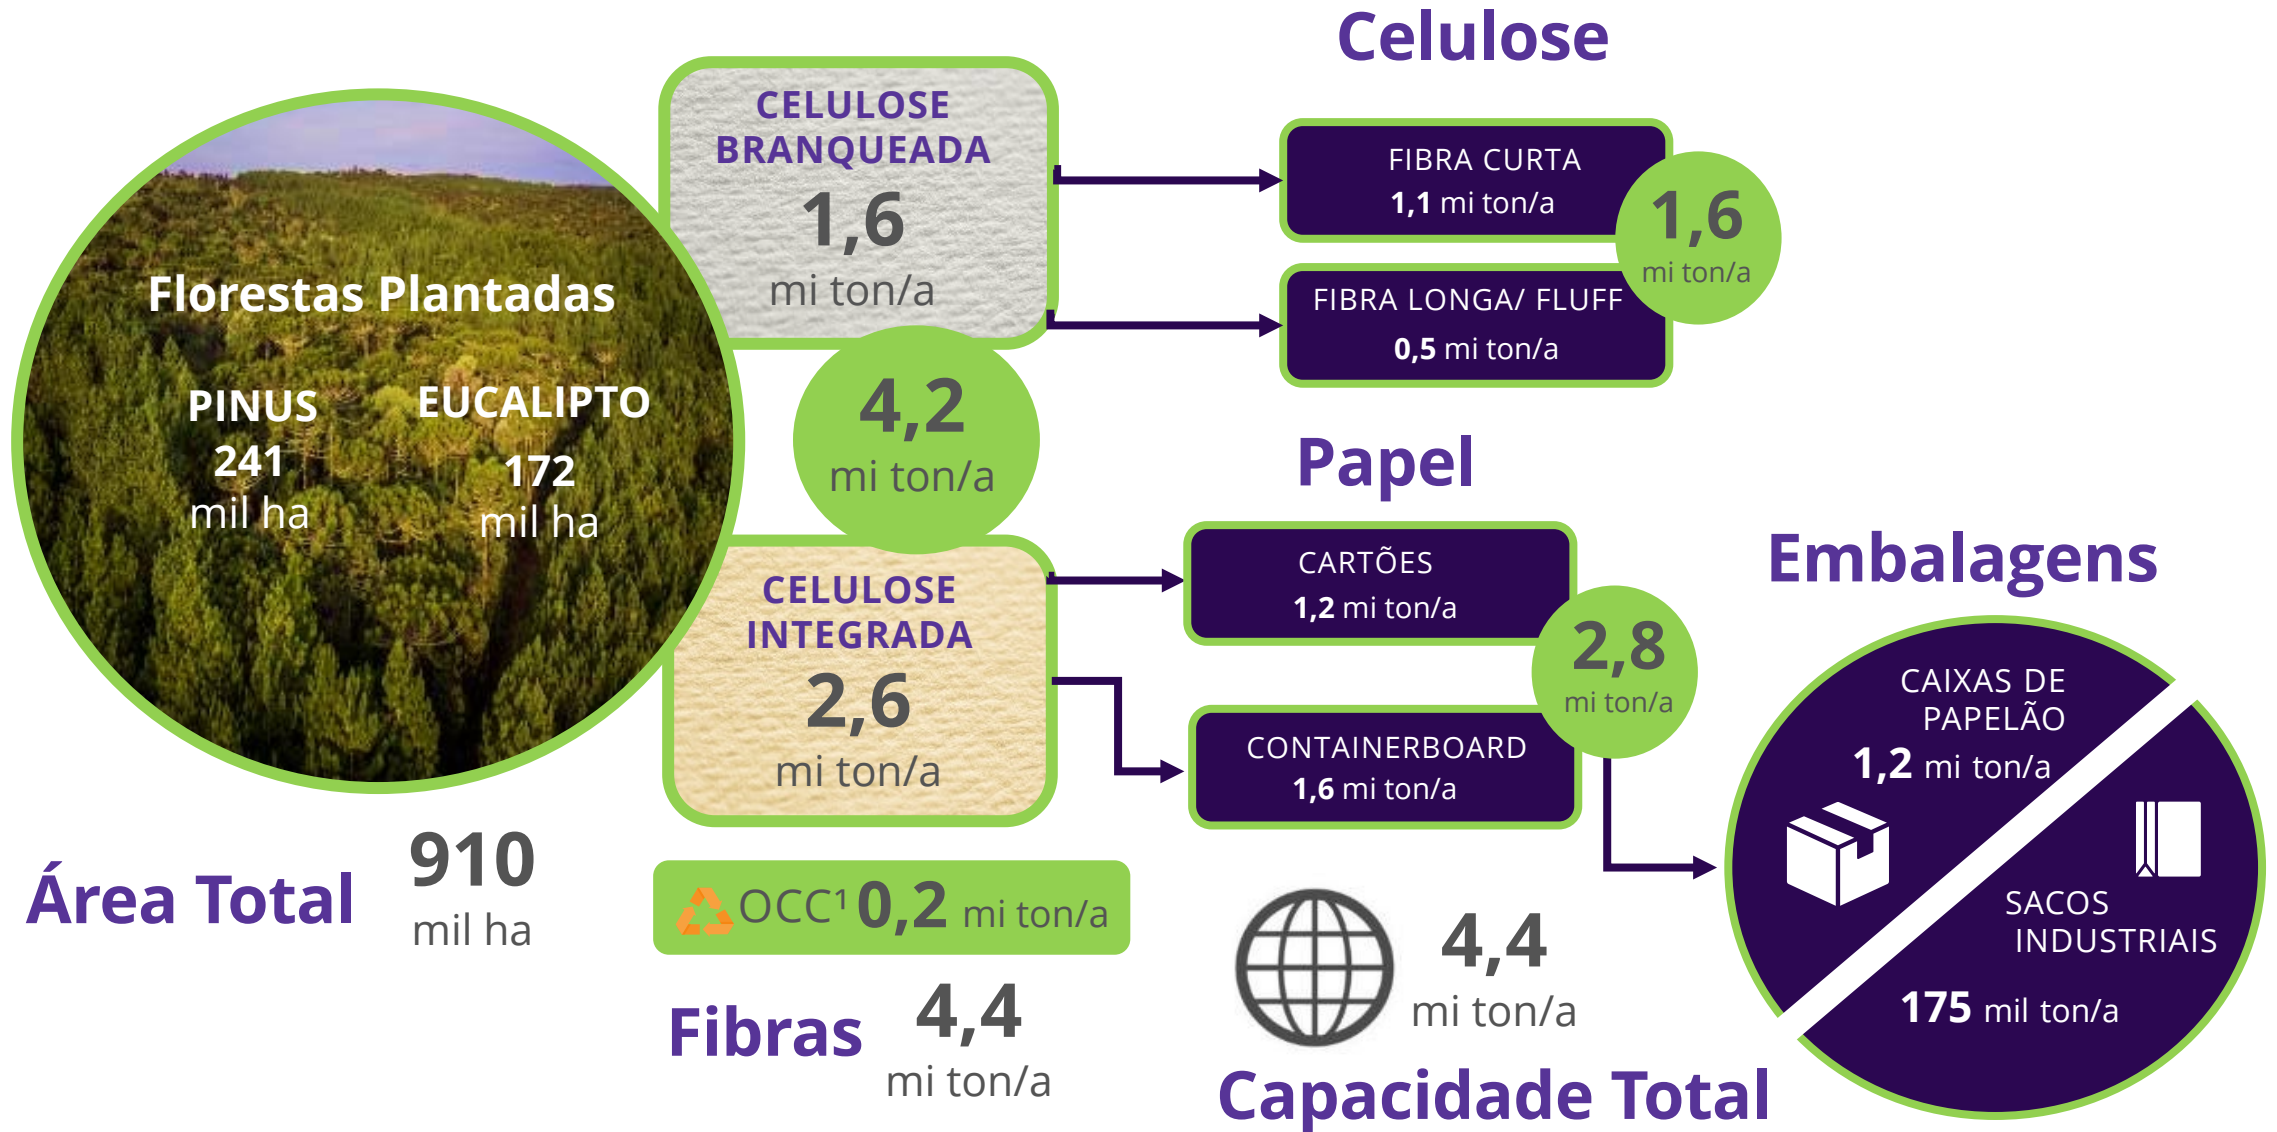 Florestas Plantadas
PINUS
241
mil ha
EUCALIPTO
172
mil ha
Área Total
910
mil ha
CELULOSE
BRANQUEADA
1,6
mi ton/a
4,2
mi ton/a
CELULOSE
INTEGRADA
2,6
mi ton/a
OCC¹ 0,2 mi ton/a
Fibras
4,4
mi ton/a
Celulose
FIBRA CURTA
1,1 mi ton/a
FIBRA LONGA/ FLUFF
0,5 mi ton/a
1,6
mi ton/a
Papel
CARTÕES
1,2 mi ton/a
CONTAINERBOARD
1,6 mi ton/a
2,8
mi ton/a
4,4
mi ton/a
Capacidade Total
Embalagens
CAIXAS DE
PAPELÃO
1,2 mi ton/a
SACOS
INDUSTRIAIS
175 mil ton/a